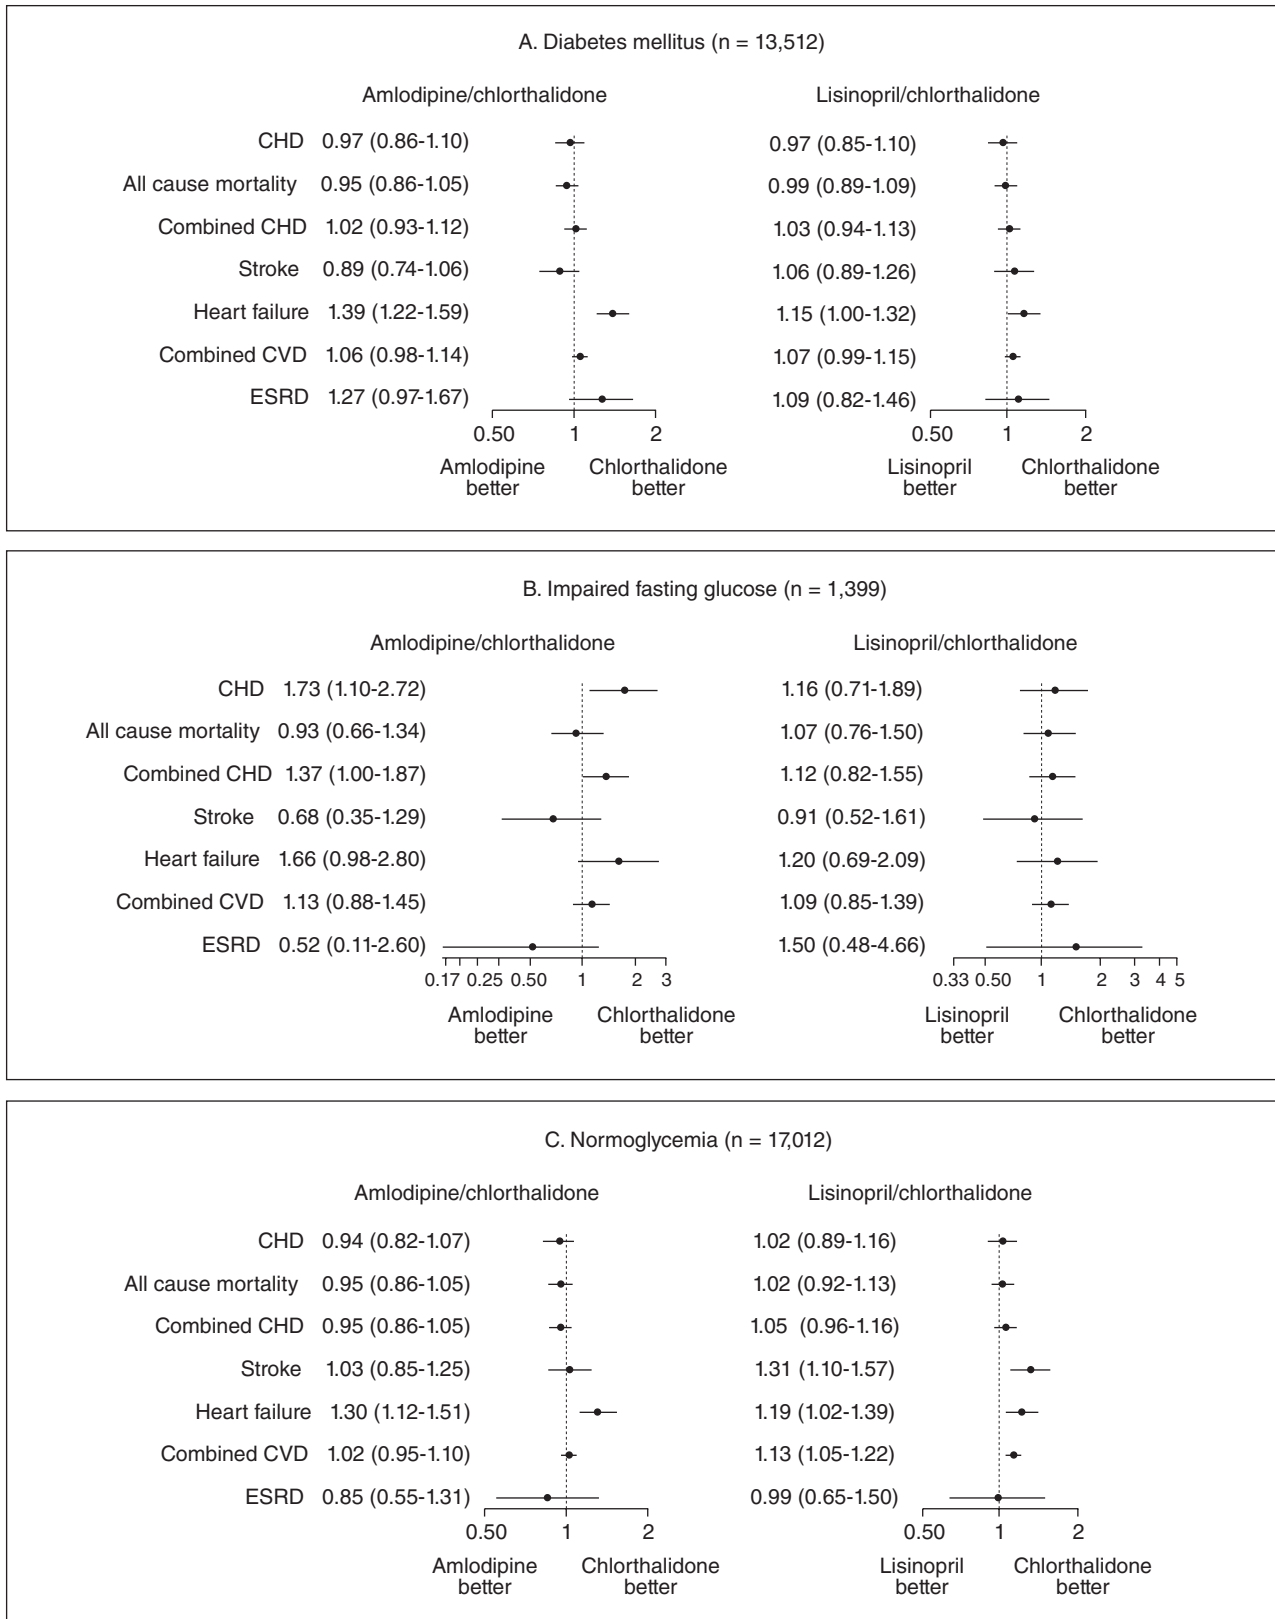 A. Diabetes mellitus (n = 13,512)
Amlodipine/chlorthalidone Lisinopril/chlorthalidone
CHD 0.97 (0.86-1.10) 0.97 (0.85-1.10)
All cause mortality 0.95 (0.86-1.05) 0.99 (0.89-1.09)
Combined CHD 1.02 (0.93-1.12) 1.03 (0.94-1.13)
Stroke 0.89 (0.74-1.06) 1.06 (0.89-1.26)
Heart failure 1.39 (1.22-1.59) 1.15 (1.00-1.32)
Combined CVD 1.06 (0.98-1.14) 1.07 (0.99-1.15)
ESRD 1.27 (0.97-1.67) 1.09 (0.82-1.46)
0.50 1 2 0.50 1 2
Amlodipine Chlorthalidone Lisinopril Chlorthalidone
better better better better
B. Impaired fasting glucose (n = 1,399)
Amlodipine/chlorthalidone Lisinopril/chlorthalidone
CHD 1.73 (1.10-2.72) 1.16 (0.71-1.89)
All cause mortality 0.93 (0.66-1.34) 1.07 (0.76-1.50)
Combined CHD 1.37 (1.00-1.87) 1.12 (0.82-1.55)
Stroke 0.68 (0.35-1.29) 0.91 (0.52-1.61)
Heart failure 1.66 (0.98-2.80) 1.20 (0.69-2.09)
Combined CVD 1.13 (0.88-1.45) 1.09 (0.85-1.39)
ESRD 0.52 (0.11-2.60) 1.50 (0.48-4.66)
0.17 0.25 0.50 1 2 3 0.33 0.50 1 2 3 4 5
Amlodipine Chlorthalidone Lisinopril Chlorthalidone
better better better better
C. Normoglycemia (n = 17,012)
Amlodipine/chlorthalidone Lisinopril/chlorthalidone
CHD 0.94 (0.82-1.07) 1.02 (0.89-1.16)
All cause mortality 0.95 (0.86-1.05) 1.02 (0.92-1.13)
Combined CHD 0.95 (0.86-1.05) 1.05 (0.96-1.16)
Stroke 1.03 (0.85-1.25) 1.31 (1.10-1.57)
Heart failure 1.30 (1.12-1.51) 1.19 (1.02-1.39)
Combined CVD 1.02 (0.95-1.10) 1.13 (1.05-1.22)
ESRD 0.85 (0.55-1.31) 0.99 (0.65-1.50)
0.50 1 2 0.50 1 2
Amlodipine Chlorthalidone Lisinopril Chlorthalidone
better better better better